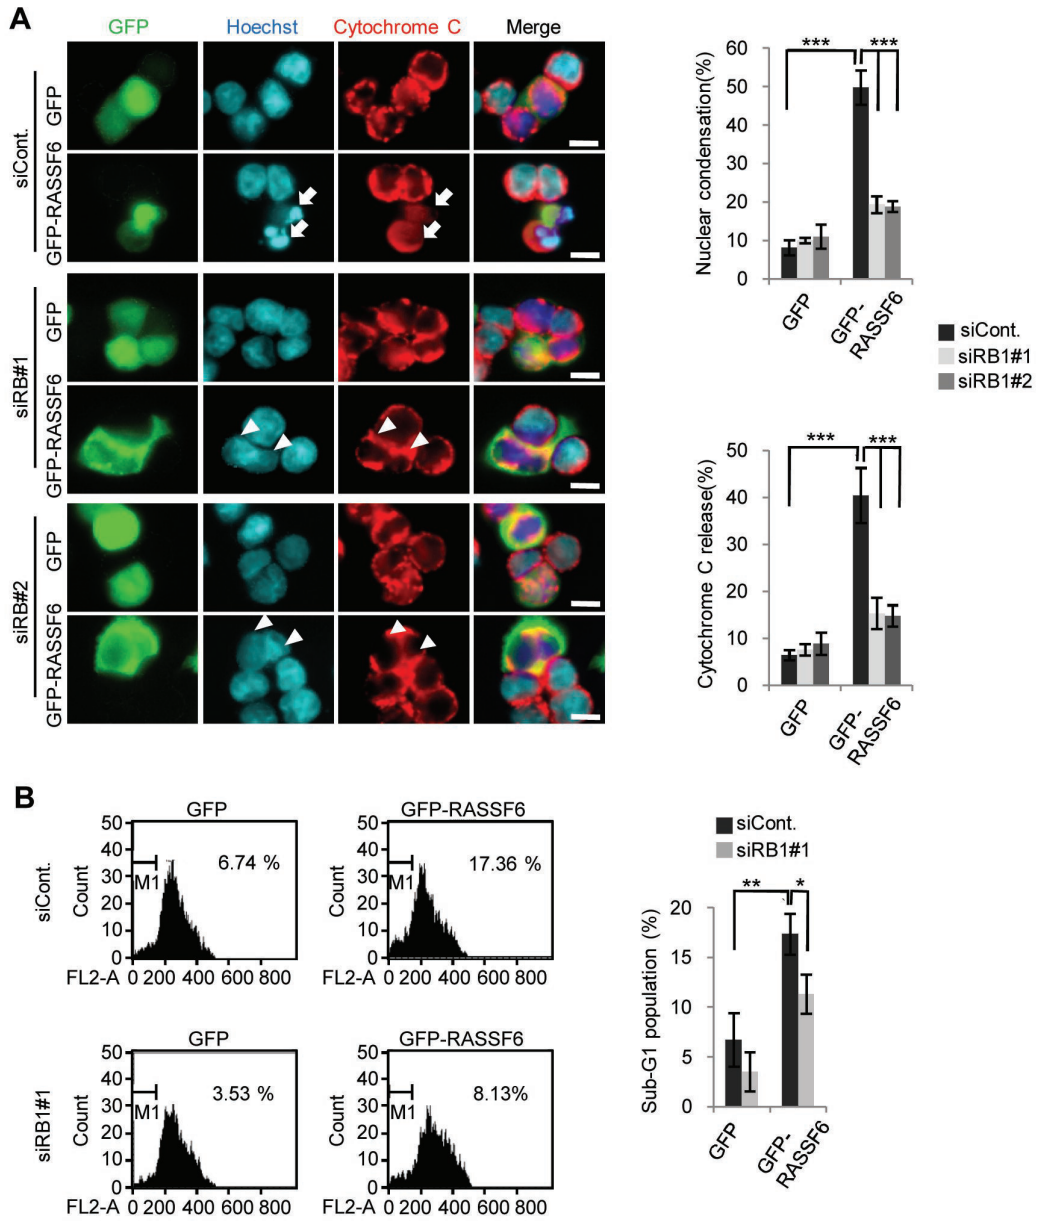 A
GFP Hoechst Cytochrome C Merge
siCont.
GFP
GFP-RASSF6
siRB#1
GFP
GFP-RASSF6
siRB#2
GFP
GFP-RASSF6
Nuclear condensation(%)
60
50
40
30
20
10
0
*** ***
GFP
GFP-
RASSF6
siCont.
siRB1#1
siRB1#2
Cytochrome C release(%)
50
40
30
20
10
0
*** ***
GFP
GFP-
RASSF6
B
siCont.
GFP
Count
50
40
30
20
10
0
M1
6.74 %
FL2-A 0 200 400 600 800
GFP-RASSF6
Count
50
40
30
20
10
0
M1
17.36 %
FL2-A 0 200 400 600 800
siRB1#1
GFP
Count
50
40
30
20
10
0
M1
3.53 %
FL2-A 0 200 400 600 800
GFP-RASSF6
Count
50
40
30
20
10
0
M1
8.13%
FL2-A 0 200 400 600 800
siCont.
siRB1#1
Sub-G1 population (%)
20
15
10
5
0
** *
GFP
GFP-
RASSF6